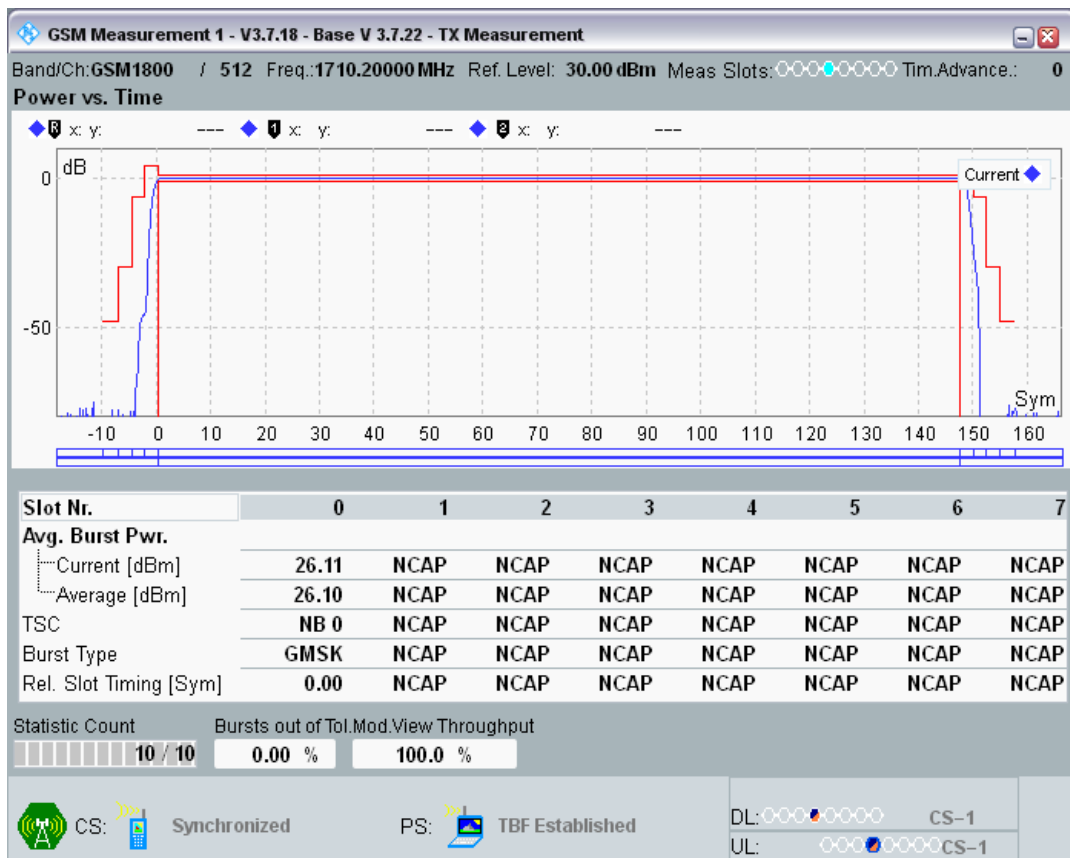 GSM Measurement 1 - V3.7.18 - Base V 3.7.22 - TX Measurement
Band/Ch:GSM1800 / 512 Freq.:1710.20000 MHz Ref. Level: 30.00 dBm Meas Slots: Tim.Advance.: 0
Power vs. Time
R x: y: --- 1 x: y: --- 2 x: y: ---
dB
Current
0
-50
Sym
-10 0 10 20 30 40 50 60 70 80 90 100 110 120 130 140 150 160
Slot Nr. 0 1 2 3 4 5 6 7
Avg. Burst Pwr.
Current [dBm] 26.11 NCAP NCAP NCAP NCAP NCAP NCAP NCAP
Average [dBm] 26.10 NCAP NCAP NCAP NCAP NCAP NCAP NCAP
TSC NB 0 NCAP NCAP NCAP NCAP NCAP NCAP NCAP
Burst Type GMSK NCAP NCAP NCAP NCAP NCAP NCAP NCAP
Rel. Slot Timing [Sym] 0.00 NCAP NCAP NCAP NCAP NCAP NCAP NCAP
Statistic Count Bursts out of Tol. Mod.View Throughput
10 / 10 0.00 % 100.0 %
CS: Synchronized PS: TBF Established
DL: CS-1
UL: CS-1